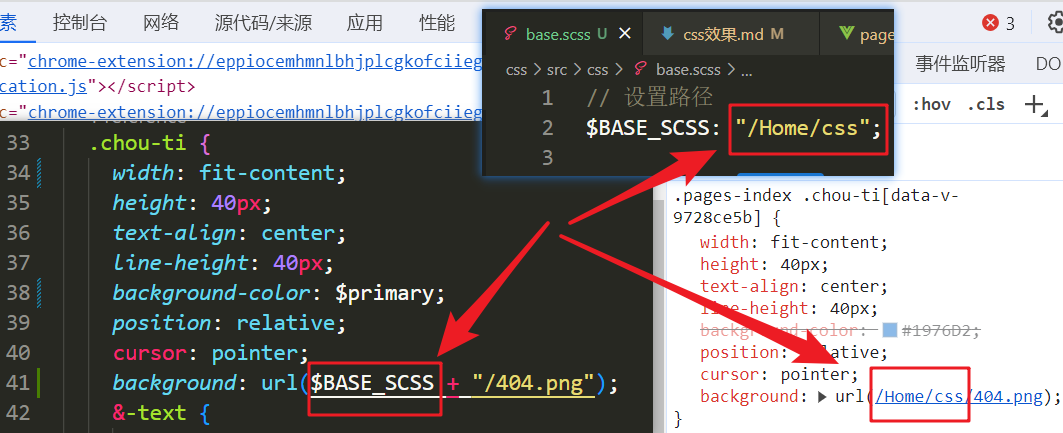 素 控制台 网络 源代码/来源 应用 性能
3
c="chrome-extension://eppiocemhmnlbhjplcgkofciieg
cation.js"></script>
c="chrome-extension://eppiocemhmnlbhjplcgkofciieg
base.scss U × css效果.md M page
css > src > css > base.scss > ...
1 // 设置路径
2 $BASE_SCSS: "/Home/css";
3
事件监听器 DO
:hov .cls
33 .chou-ti {
34 width: fit-content;
35 height: 40px;
36 text-align: center;
37 line-height: 40px;
38 background-color: $primary;
39 position: relative;
40 cursor: pointer;
41 background: url($BASE_SCSS + "/404.png");
42 &-text {
.pages-index .chou-ti[data-v-
9728ce5b] {
width: fit-content;
height: 40px;
text-align: center;
line-height: 40px;
background-color: #1976D2;
position: relative;
cursor: pointer;
background: url(/Home/css/404.png);
}